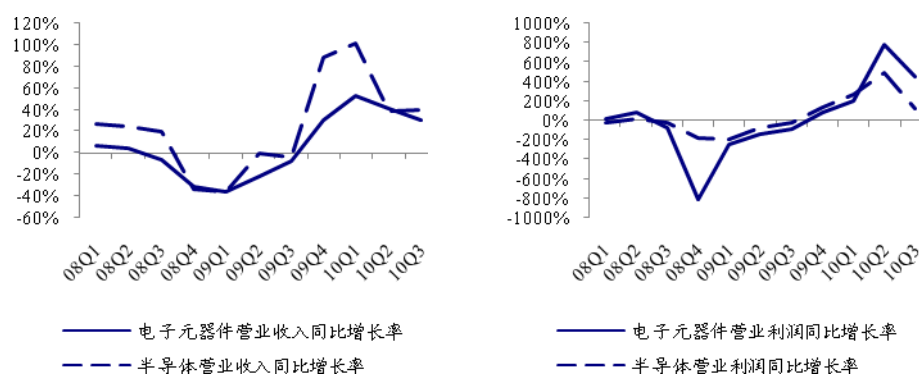 120%
100%
80%
60%
40%
20%
0%
-20%
-40%
-60%
08Q1
08Q2
08Q3
08Q4
09Q1
09Q2
09Q3
09Q4
10Q1
10Q2
10Q3
电子元器件营业收入同比增长率
半导体营业收入同比增长率
1000%
800%
600%
400%
200%
0%
-200%
-400%
-600%
-800%
-1000%
08Q1
08Q2
08Q3
08Q4
09Q1
09Q2
09Q3
09Q4
10Q1
10Q2
10Q3
电子元器件营业利润同比增长率
半导体营业利润同比增长率